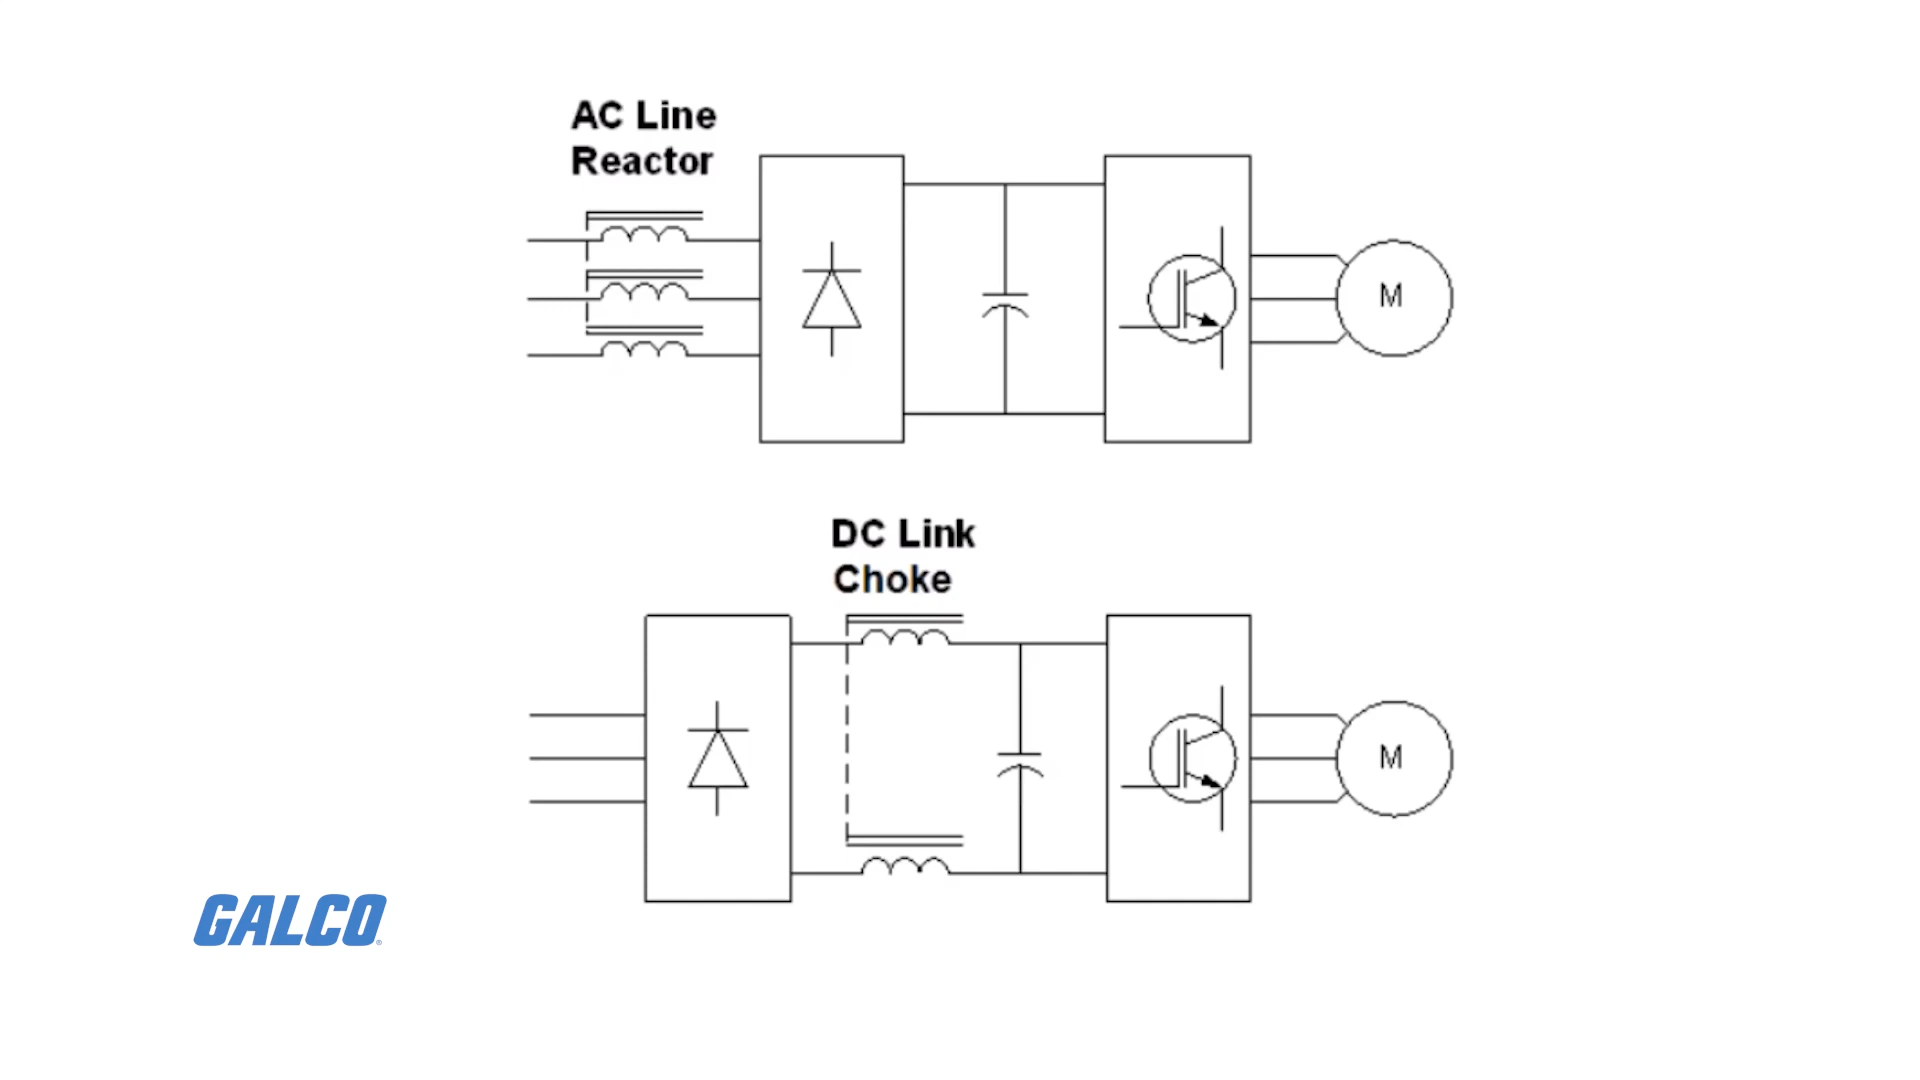 AC Line
Reactor
M
DC Link
Choke
M
GALCO®